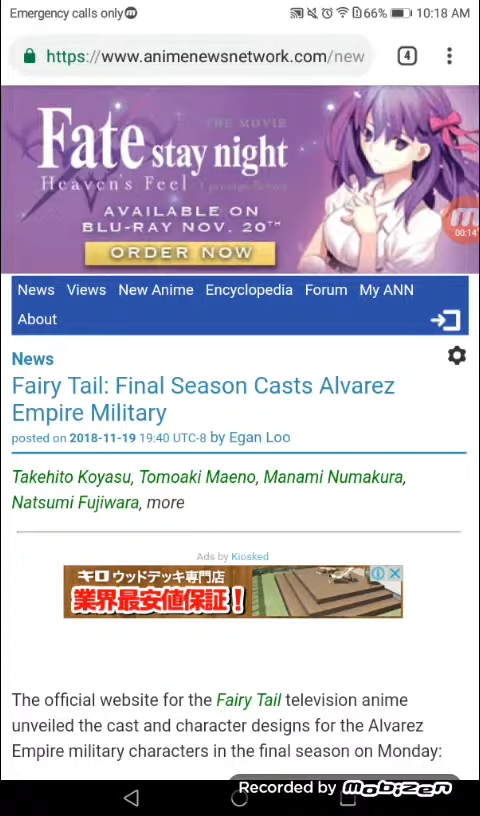 Emergency calls only
66% 10:18 AM
https://www.animenewsnetwork.com/new
4
THE MOVIE
Fate stay night
Heaven's Feel
AVAILABLE ON
BLU-RAY NOV. 20TH
ORDER NOW
00:14
News Views New Anime Encyclopedia Forum My ANN
About
News
Fairy Tail: Final Season Casts Alvarez
Empire Military
posted on 2018-11-19 19:40 UTC-8 by Egan Loo
Takehito Koyasu, Tomoaki Maeno, Manami Numakura,
Natsumi Fujiwara, more
Ads by Kiosked
キロ ウッドデッキ専門店
業界最安値保証！
The official website for the Fairy Tail television anime
unveiled the cast and character designs for the Alvarez
Empire military characters in the final season on Monday:
Recorded by mobizen